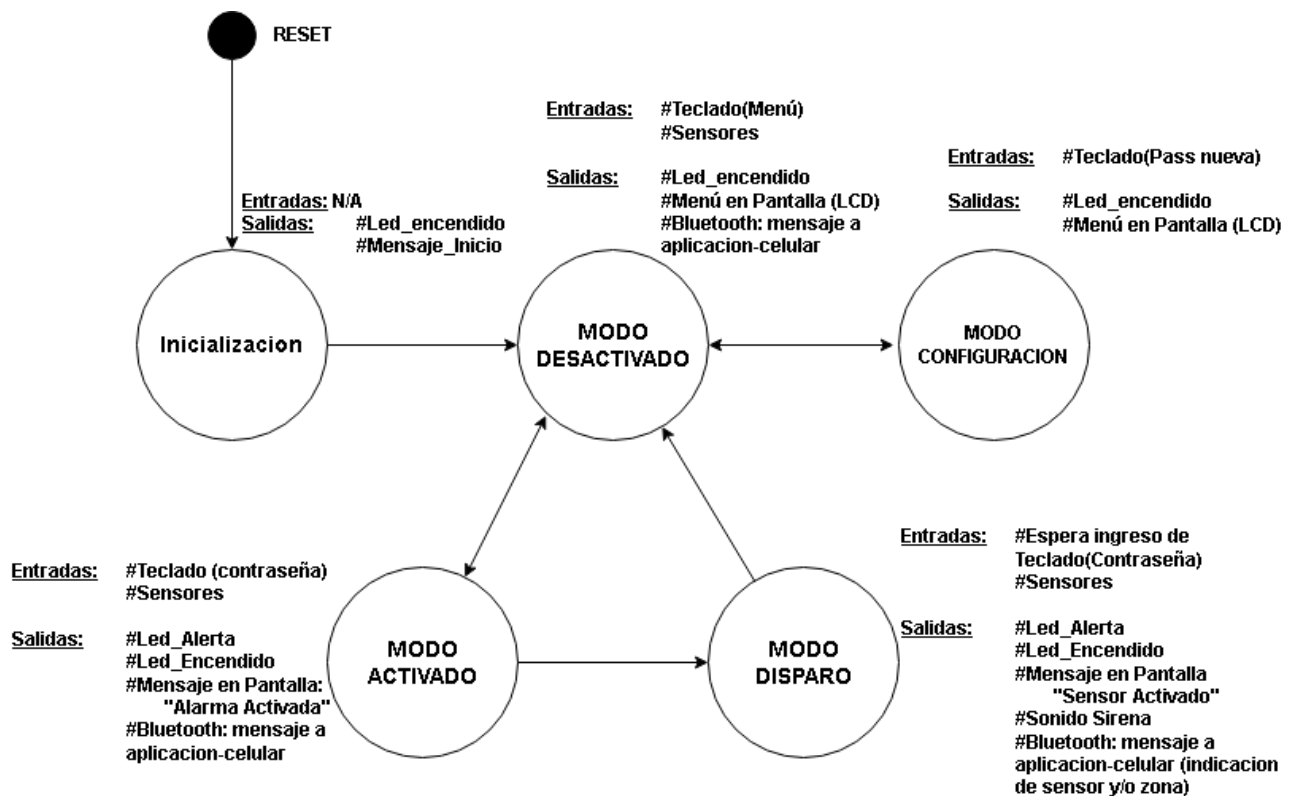 RESET
Entradas: #Teclado(Menú)
#Sensores
Salidas: #Led_encendido
#Menú en Pantalla (LCD)
#Bluetooth: mensaje a
aplicacion-celular
Entradas: #Teclado(Pass nueva)
Salidas: #Led_encendido
#Menú en Pantalla (LCD)
Entradas: N/A
Salidas: #Led_encendido
#Mensaje_Inicio
Inicializacion
MODO
DESACTIVADO
MODO
CONFIGURACION
Entradas: #Teclado (contraseña)
#Sensores
Salidas: #Led_Alerta
#Led_Encendido
#Mensaje en Pantalla:
"Alarma Activada"
#Bluetooth: mensaje a
aplicacion-celular
MODO
ACTIVADO
MODO
DISPARO
Entradas: #Espera ingreso de
Teclado(Contraseña)
#Sensores
Salidas: #Led_Alerta
#Led_Encendido
#Mensaje en Pantalla
"Sensor Activado"
#Sonido Sirena
#Bluetooth: mensaje a
aplicacion-celular (indicacion
de sensor y/o zona)